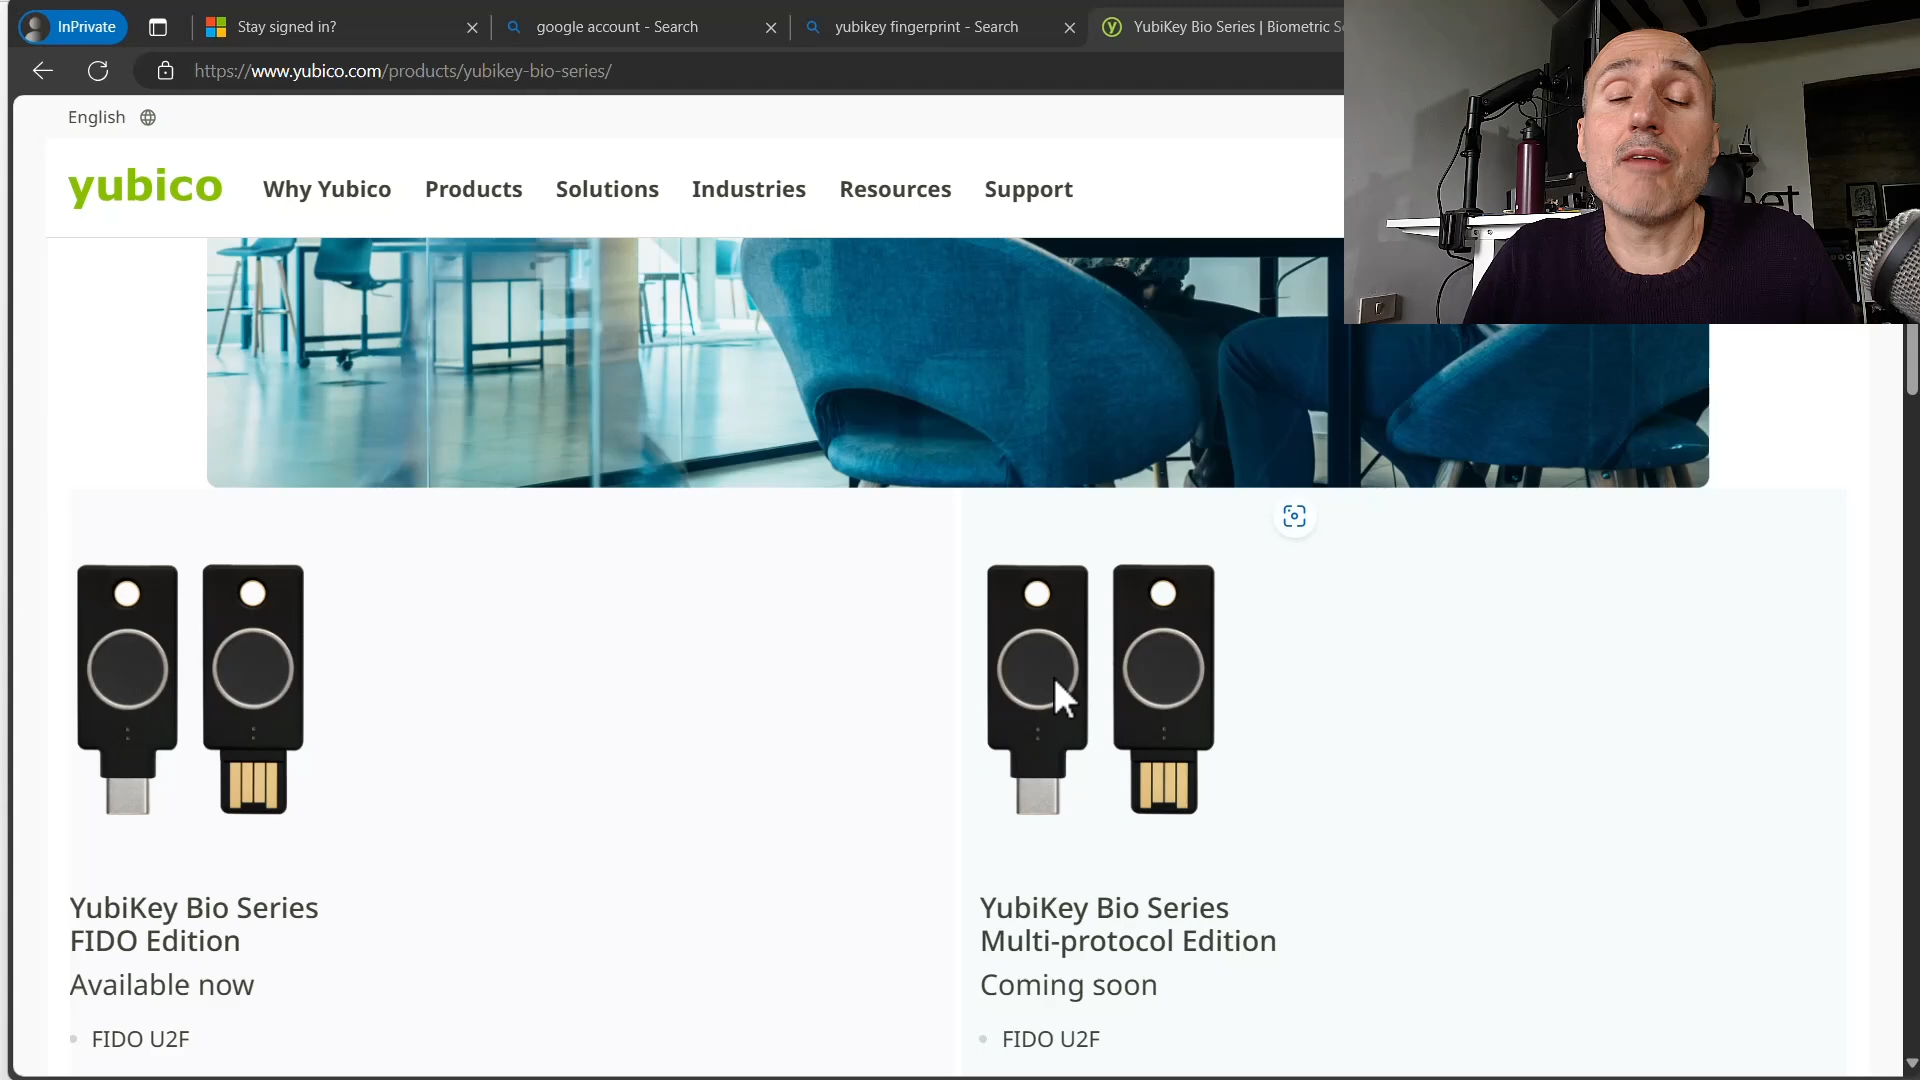 InPrivate
Stay signed in?
google account - Search
yubikey fingerprint - Search
YubiKey Bio Series | Biometric S
https://www.yubico.com/products/yubikey-bio-series/
English
yubico
Why Yubico
Products
Solutions
Industries
Resources
Support
YubiKey Bio Series
FIDO Edition
Available now
FIDO U2F
YubiKey Bio Series
Multi-protocol Edition
Coming soon
FIDO U2F